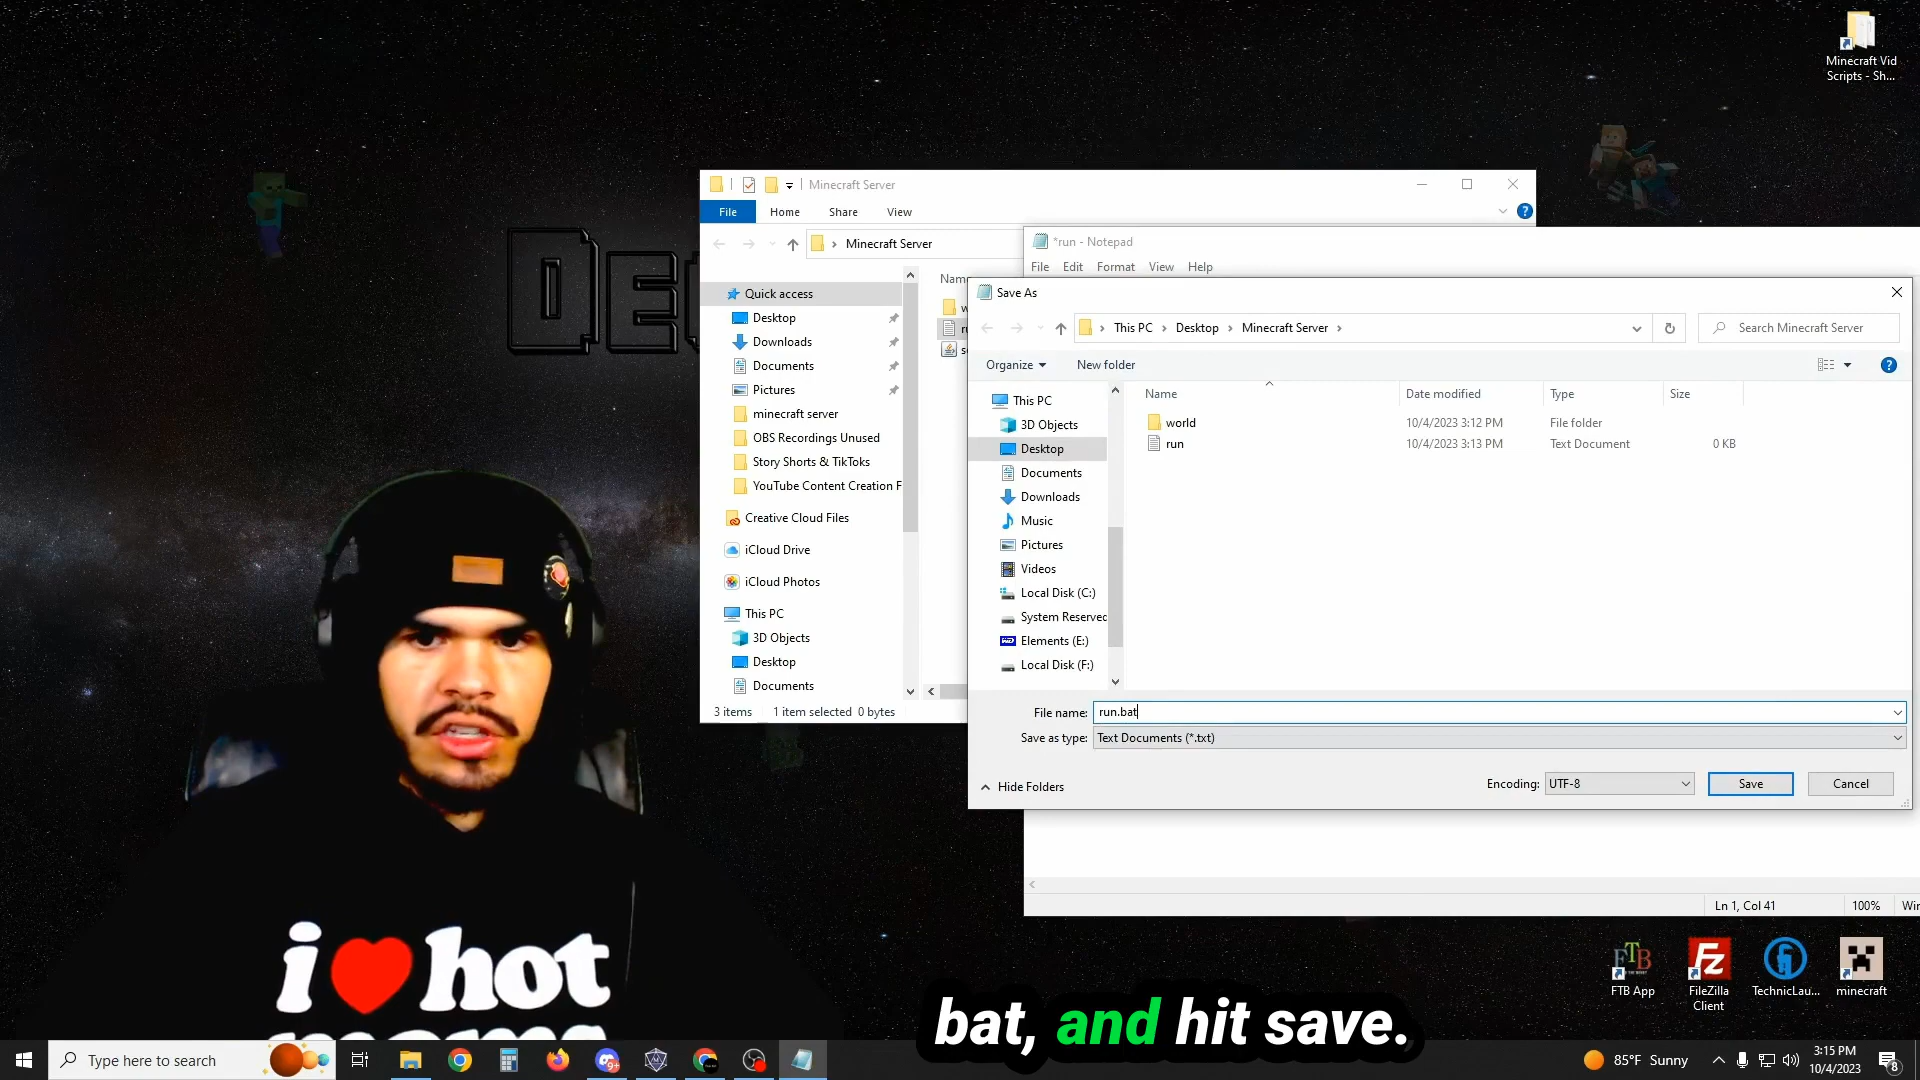 Minecraft Vid
Scripts - Sh...
Minecraft Server
File
Home
Share
View
Minecraft Server
Quick access
Desktop
Downloads
Documents
Pictures
minecraft server
OBS Recordings Unused
Story Shorts & TikToks
YouTube Content Creation F
Creative Cloud Files
iCloud Drive
iCloud Photos
This PC
3D Objects
Desktop
Documents
3 items
1 item selected 0 bytes
*run - Notepad
File
Edit
Format
View
Help
Save As
This PC
Desktop
Minecraft Server
Search Minecraft Server
Organize
New folder
This PC
3D Objects
Desktop
Documents
Downloads
Music
Pictures
Videos
Local Disk (C:)
System Reserved
Elements (E:)
Local Disk (F:)
Name
Date modified
Type
Size
world
10/4/2023 3:12 PM
File folder
run
10/4/2023 3:13 PM
Text Document
0 KB
File name:
run.bat
Save as type:
Text Documents (*.txt)
Hide Folders
Encoding:
UTF-8
Save
Cancel
Ln 1, Col 41
100%
Win
FTB App
FileZilla
Client
TechnicLau...
minecraft
i ❤ hot
bat, and hit save.
Type here to search
85°F Sunny
3:15 PM
10/4/2023
8